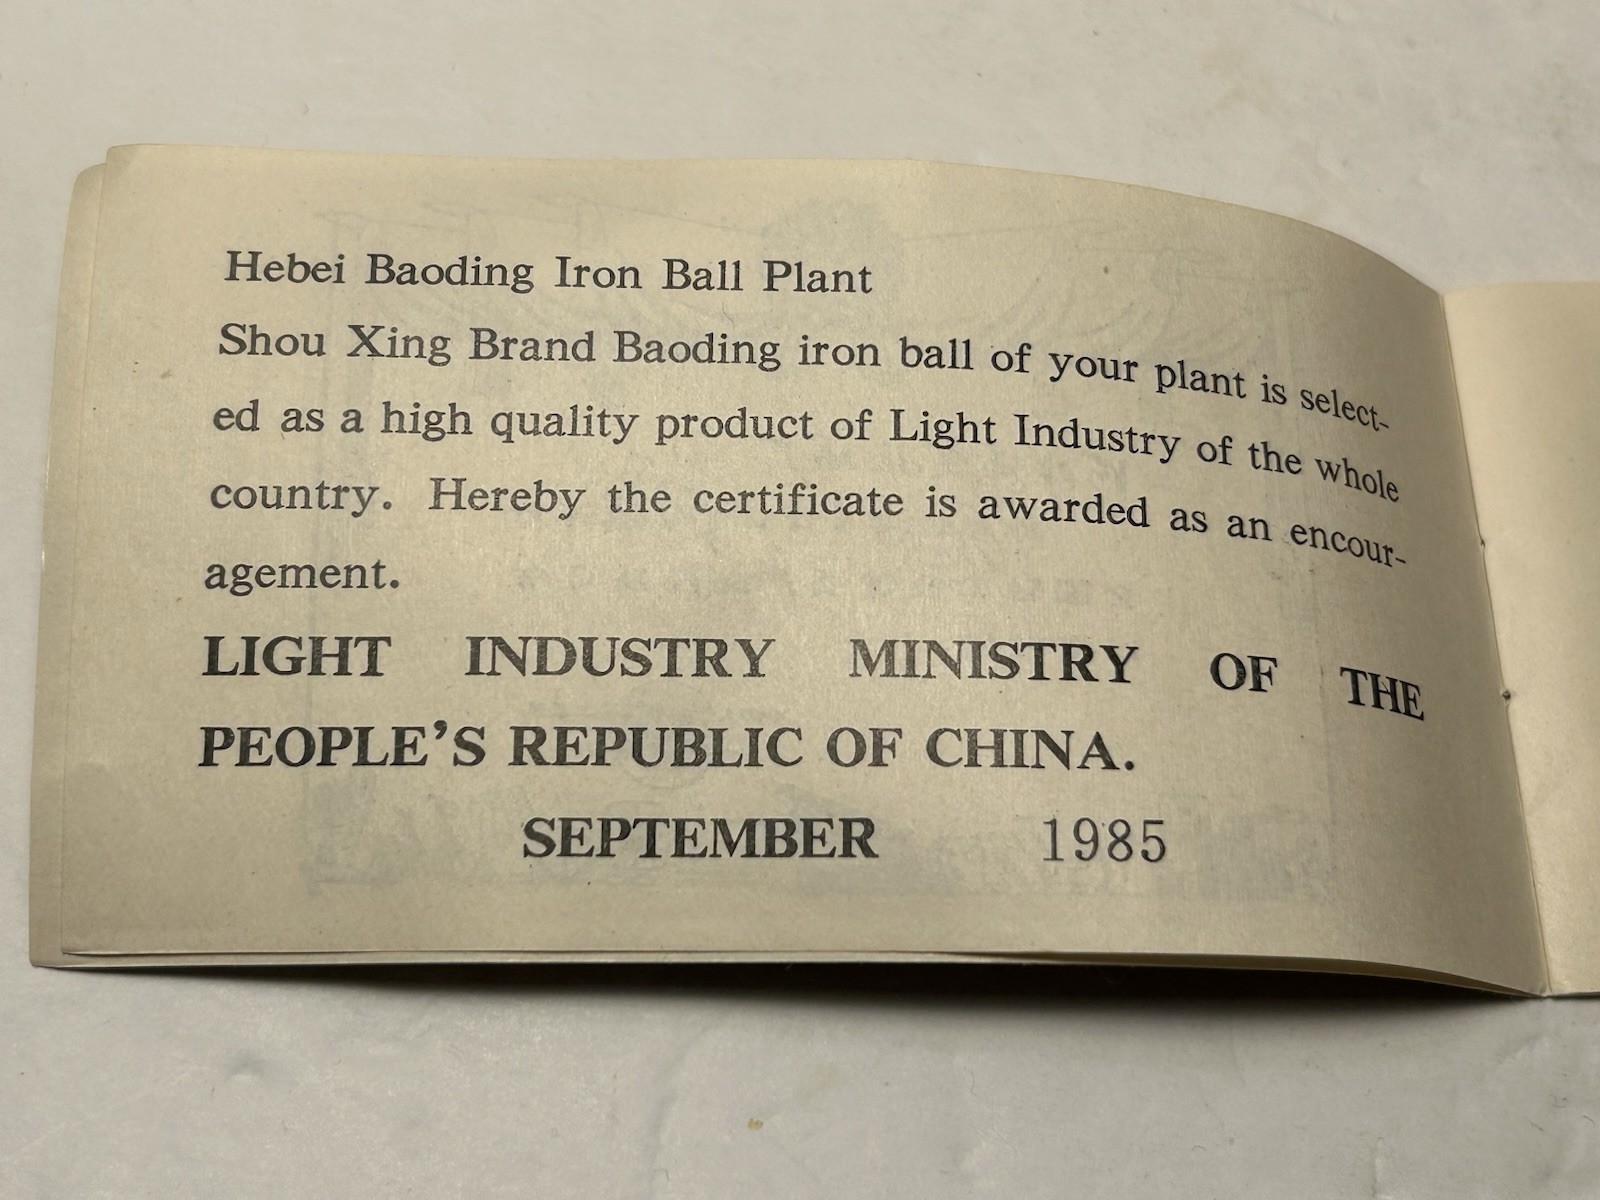 Hebei Baoding Iron Ball Plant
Shou Xing Brand Baoding iron ball of your plant is select-
ed as a high quality product of Light Industry of the whole
country. Hereby the certificate is awarded as an encour-
agement.
LIGHT INDUSTRY MINISTRY OF THE
PEOPLE'S REPUBLIC OF CHINA.
SEPTEMBER 1985